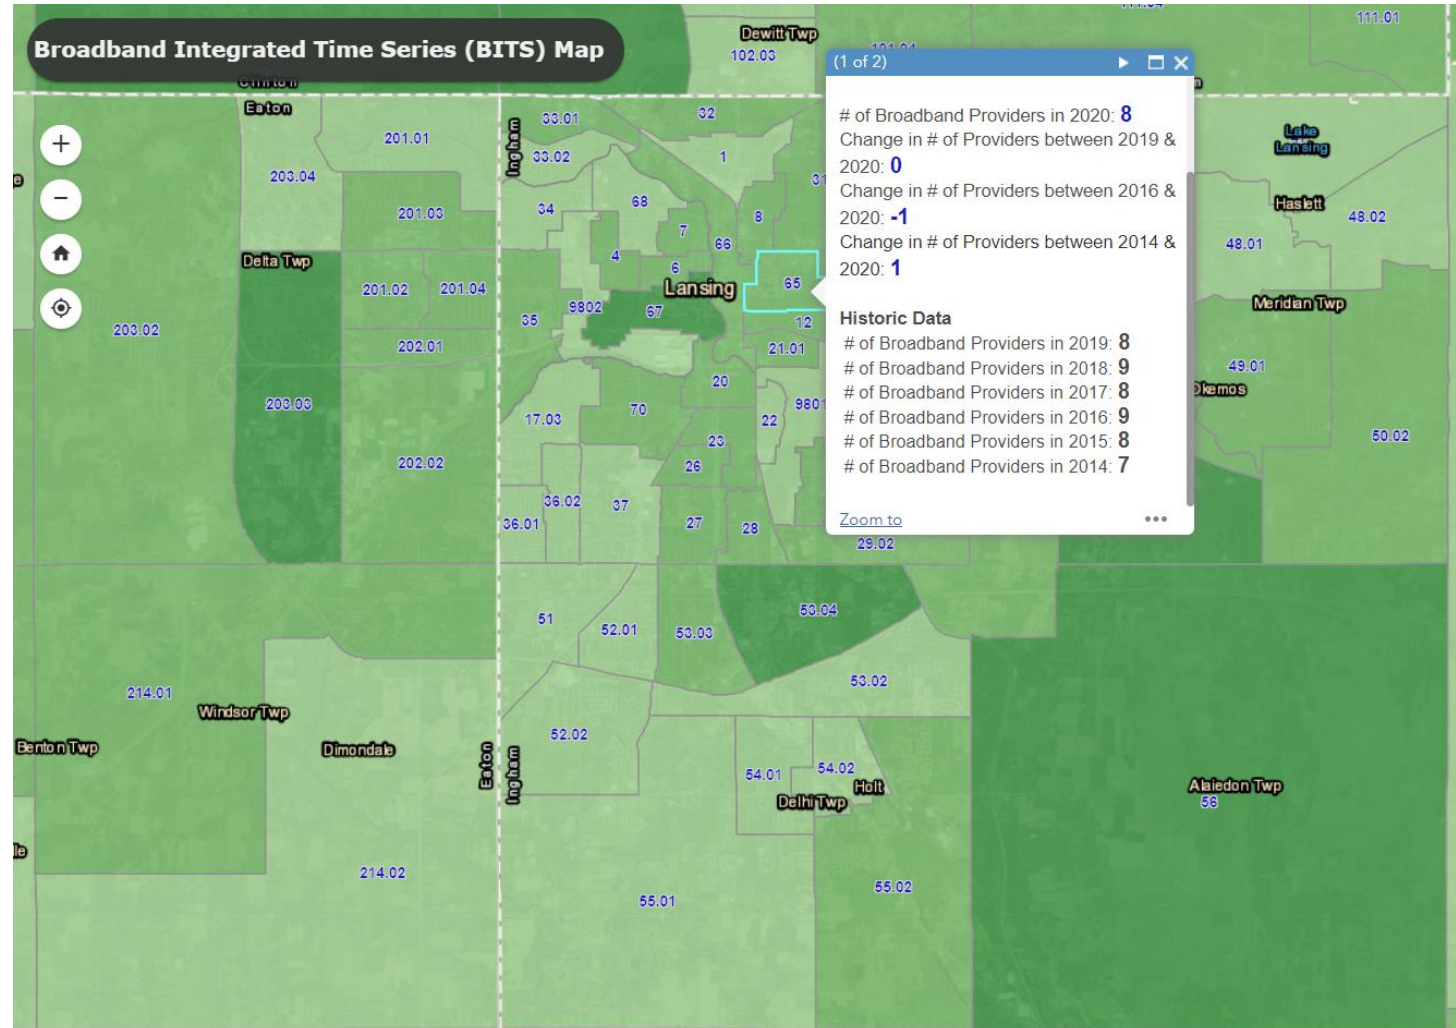 111.04
111.01
Broadband Integrated Time Series (BITS) Map
Dewitt Twp
102.03
101.04
Clinton
Eaton
(1 of 2)
# of Broadband Providers in 2020: 8
Change in # of Providers between 2019 &
2020: 0
Change in # of Providers between 2016 &
2020: -1
Change in # of Providers between 2014 &
2020: 1
Historic Data
# of Broadband Providers in 2019: 8
# of Broadband Providers in 2018: 9
# of Broadband Providers in 2017: 8
# of Broadband Providers in 2016: 9
# of Broadband Providers in 2015: 8
# of Broadband Providers in 2014: 7
Zoom to
Ingham
33.01
32
201.01
33.02
1
203.04
31
Lake
Lansing
201.03
34
68
8
Haslett
48.02
7
66
48.01
4
Delta Twp
6
65
201.02
201.04
Lansing
Meridian Twp
9802
67
35
12
203.02
202.01
21.01
49.01
20
Okemos
203.03
70
22
9801
17.03
23
50.02
202.02
26
36.02
37
36.01
27
28
29.02
51
52.01
53.03
53.04
53.02
214.01
Windsor Twp
Benton Twp
Dimondale
Eaton
Ingham
52.02
54.01
54.02
Holt
Delhi Twp
Alaiedon Twp
56
214.02
55.01
55.02